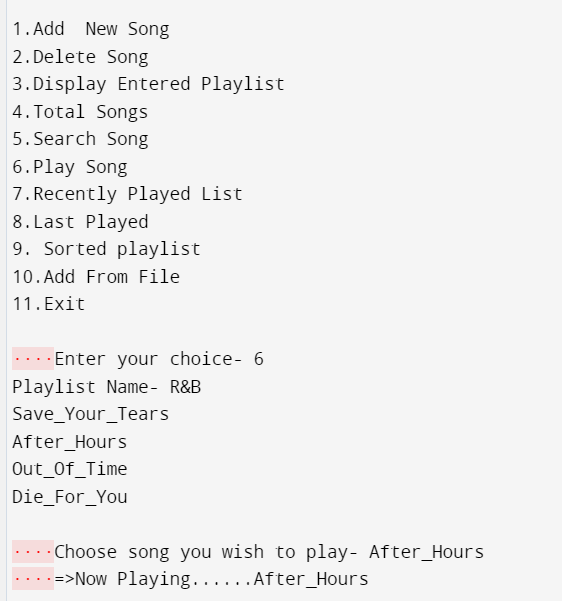 1.Add  New Song
2.Delete Song
3.Display Entered Playlist
4.Total Songs
5.Search Song
6.Play Song
7.Recently Played List
8.Last Played
9. Sorted playlist
10.Add From File
11.Exit
····Enter your choice- 6
Playlist Name- R&B
Save_Your_Tears
After_Hours
Out_Of_Time
Die_For_You
····Choose song you wish to play- After_Hours
····=>Now Playing......After_Hours